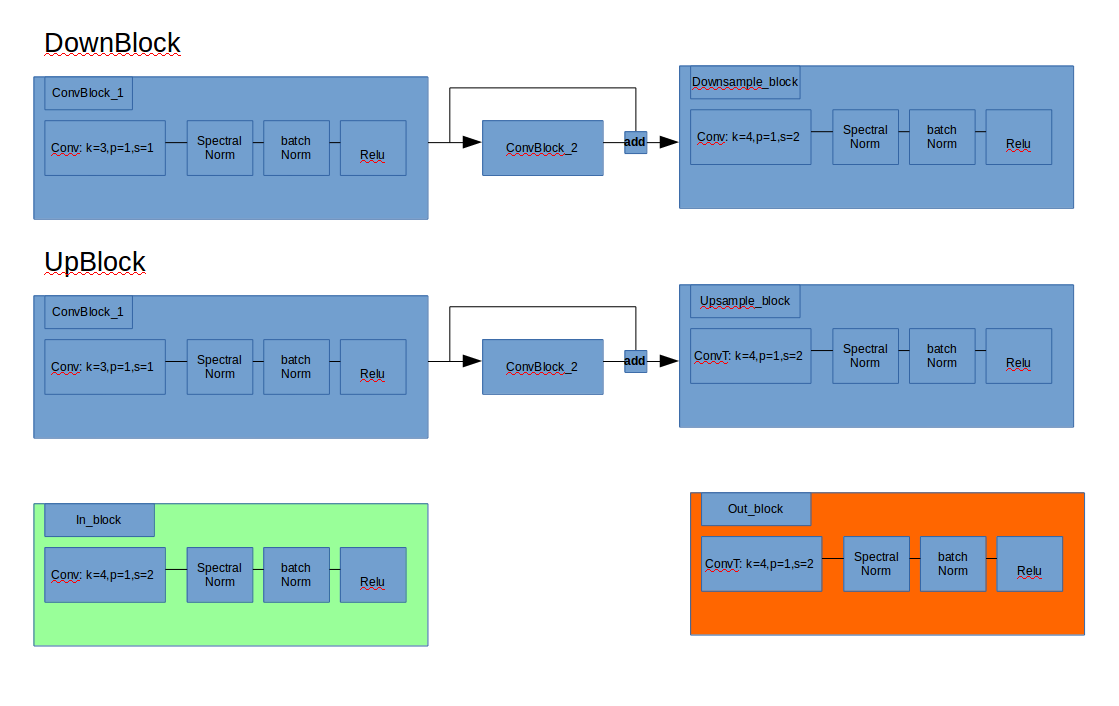 DownBlock
ConvBlock_1
Conv: k=3,p=1,s=1
Spectral
Norm
batch
Norm
Relu
ConvBlock_2
add
Downsample_block
Conv: k=4,p=1,s=2
Spectral
Norm
batch
Norm
Relu
UpBlock
ConvBlock_1
Conv: k=3,p=1,s=1
Spectral
Norm
batch
Norm
Relu
ConvBlock_2
add
Upsample_block
ConvT: k=4,p=1,s=2
Spectral
Norm
batch
Norm
Relu
In_block
Conv: k=4,p=1,s=2
Spectral
Norm
batch
Norm
Relu
Out_block
ConvT: k=4,p=1,s=2
Spectral
Norm
batch
Norm
Relu